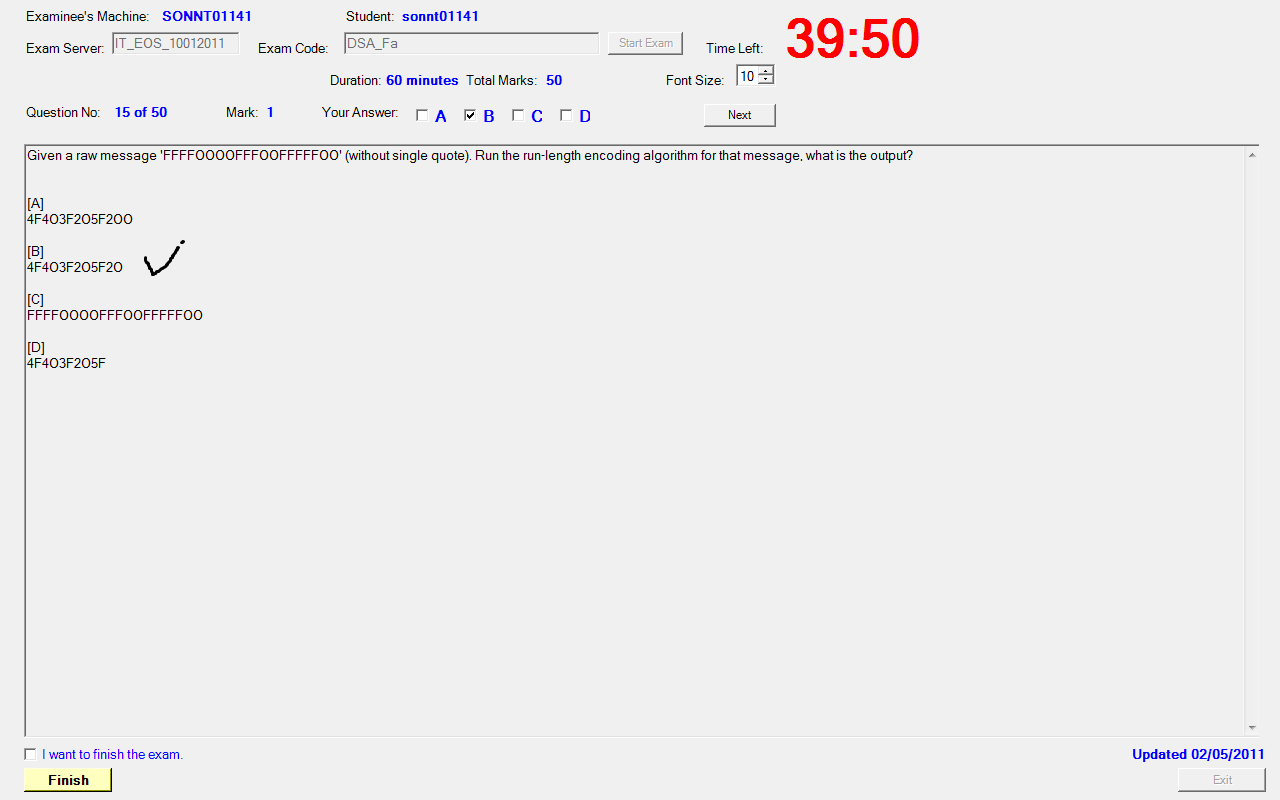 Examinee's Machine: SONNT01141 Student: sonnt01141
Exam Server: IT_EOS_10012011 Exam Code: DSA_Fa Start Exam Time Left: 39:50
Duration: 60 minutes Total Marks: 50 Font Size: 10
Question No: 15 of 50 Mark: 1 Your Answer: A B C D Next
Given a raw message 'FFFFOOOOFFFOOFFFFFOO' (without single quote). Run the run-length encoding algorithm for that message, what is the output?
[A]
4F4O3F2O5F2OO
[B]
4F4O3F2O5F2O
[C]
FFFFOOOOFFFOOFFFFFOO
[D]
4F4O3F2O5F
I want to finish the exam. Updated 02/05/2011
Finish Exit